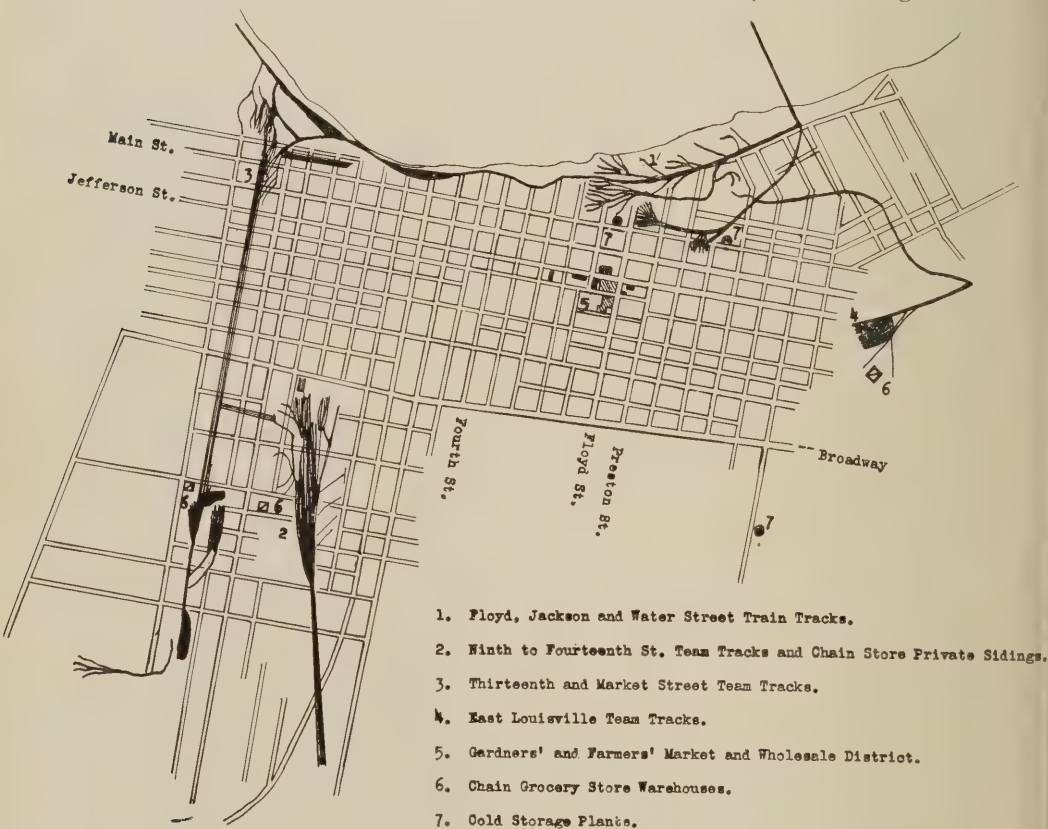 Main St.
Jefferson St.
3
1
6
7
7
5
4
6
Fourth St.
Floyd St.
Preston St.
Broadway
6
6
2
7
1. Floyd, Jackson and Water Street Train Tracks.
2. Ninth to Fourteenth St. Team Tracks and Chain Store Private Sidings.
3. Thirteenth and Market Street Team Tracks.
4. East Louisville Team Tracks.
5. Gardners' and Farmers' Market and Wholesale District.
6. Chain Grocery Store Warehouses.
7. Cold Storage Plants.